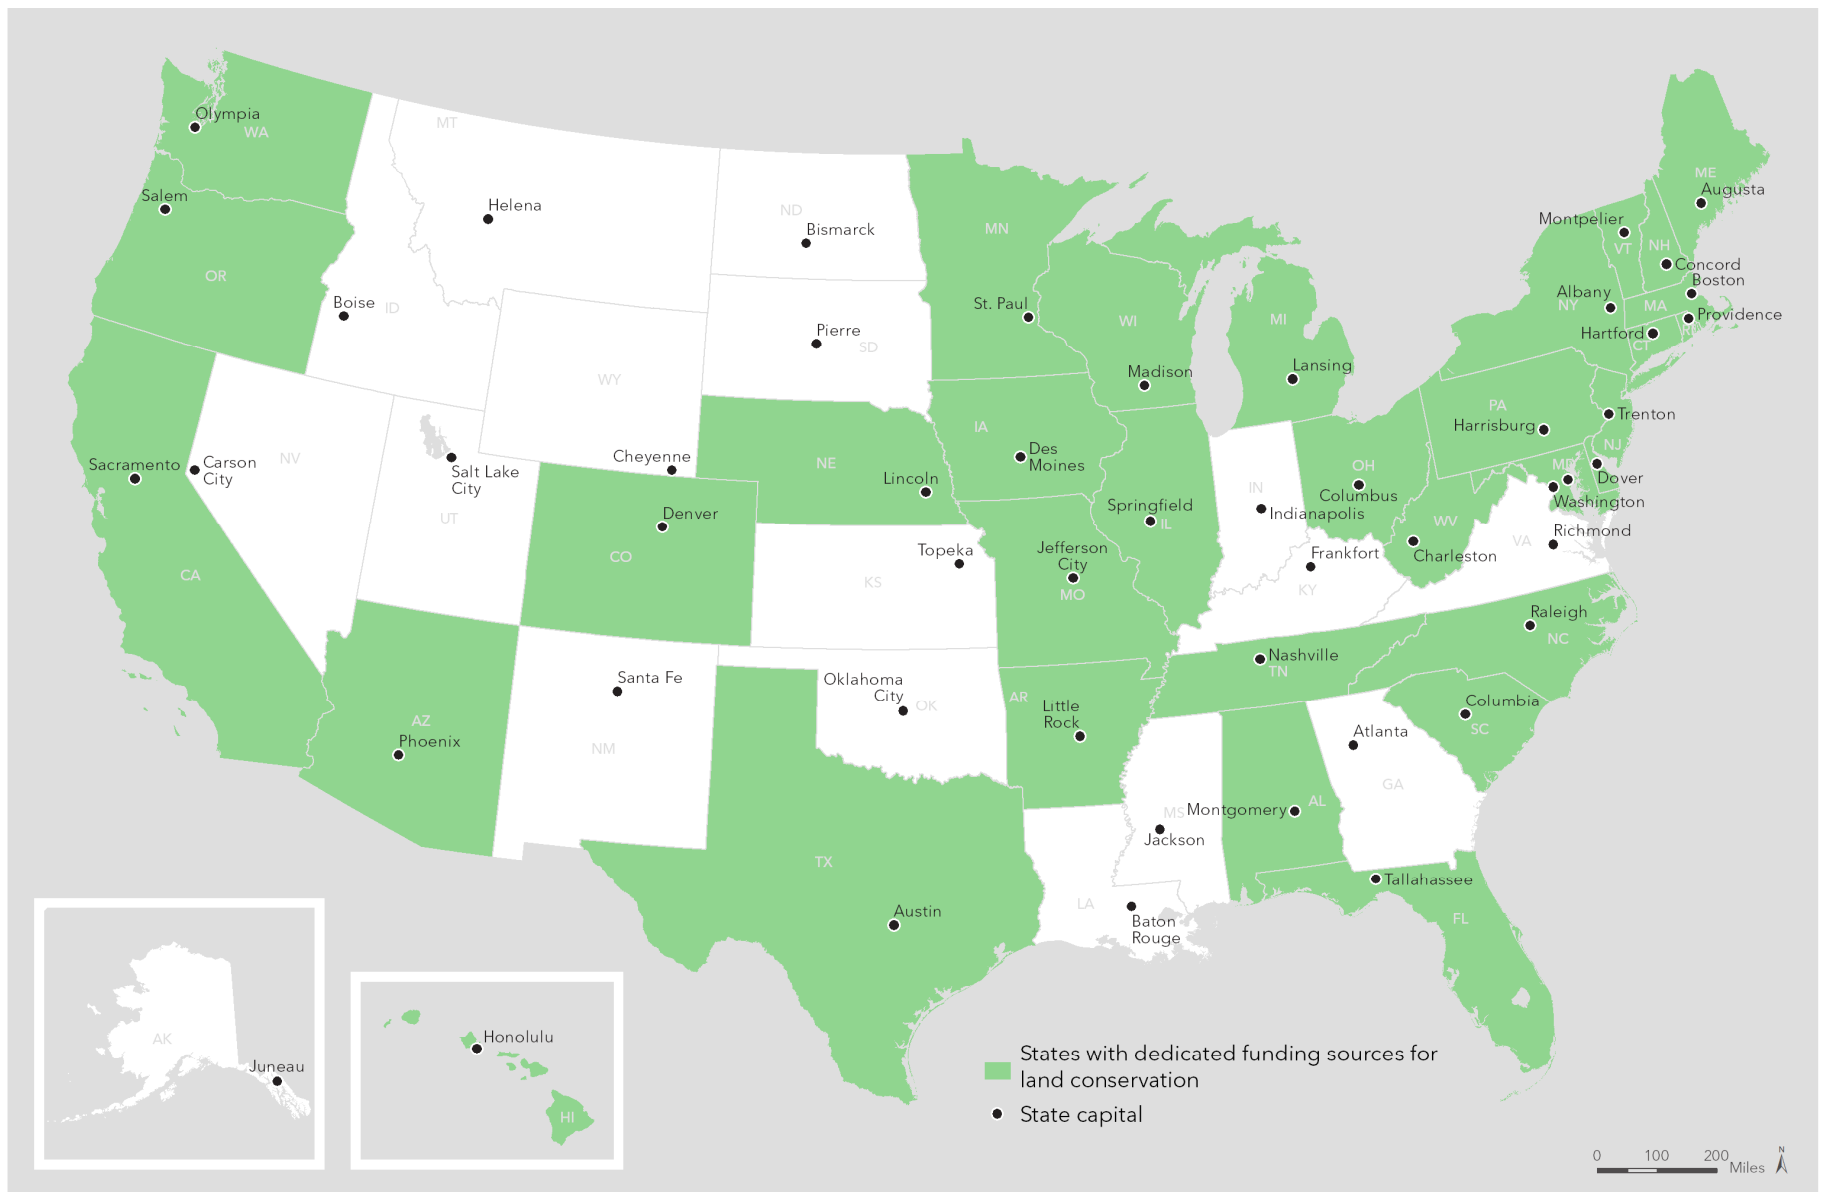 Olympia
WA
MT
Salem
Helena
ND
Bismarck
MN
ME
Augusta
Montpelier
VT
NH
Concord
Boston
OR
Boise
ID
Pierre
SD
St. Paul
WI
MI
Albany
NY
MA
Providence
RI
Hartford
CT
WY
Madison
Lansing
PA
Harrisburg
Trenton
NJ
IA
Des
Moines
Sacramento
Carson
City
NV
Salt Lake
City
UT
Cheyenne
NE
Lincoln
Springfield
IL
IN
Indianapolis
OH
Columbus
MD
Dover
Washington
WV
Charleston
VA
Richmond
Denver
CO
Topeka
KS
Jefferson
City
MO
Frankfort
KY
CA
Raleigh
NC
Nashville
TN
AZ
Phoenix
Santa Fe
NM
Oklahoma
City
OK
AR
Little
Rock
Columbia
SC
Atlanta
GA
MS
Jackson
Montgomery
AL
TX
Austin
LA
Baton
Rouge
Tallahassee
FL
AK
Juneau
Honolulu
HI
States with dedicated funding sources for
land conservation
State capital
0 100 200 Miles
N